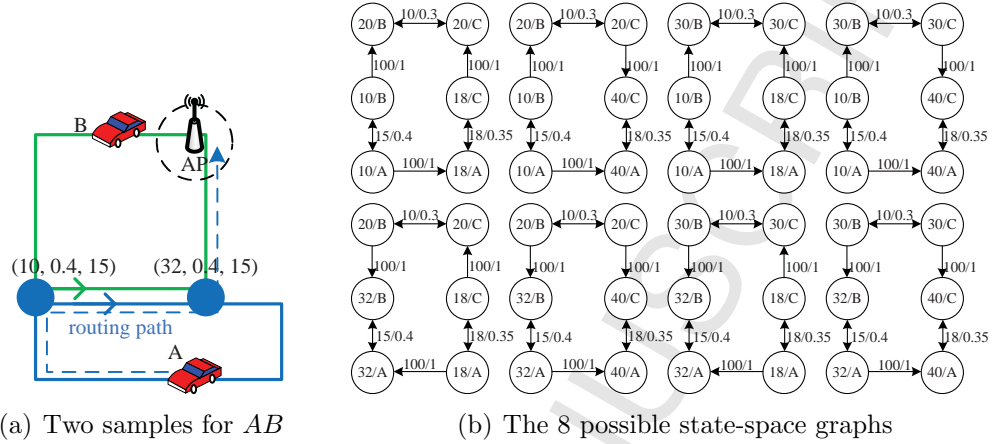 B
AP
(10, 0.4, 15) (32, 0.4, 15)
routing path
A
(a) Two samples for AB
20/B 10/0.3 20/C 20/B 10/0.3 20/C 30/B 10/0.3 30/C 30/B 10/0.3 30/C
100/1 100/1 100/1 100/1 100/1 100/1 100/1 100/1
10/B 18/C 10/B 40/C 10/B 18/C 10/B 40/C
15/0.4 18/0.35 15/0.4 18/0.35 15/0.4 18/0.35 15/0.4 18/0.35
10/A 100/1 18/A 10/A 100/1 40/A 10/A 100/1 18/A 10/A 100/1 40/A
20/B 10/0.3 20/C 20/B 10/0.3 20/C 30/B 10/0.3 30/C 30/B 10/0.3 30/C
100/1 100/1 100/1 100/1 100/1 100/1 100/1 100/1
32/B 18/C 32/B 40/C 32/B 18/C 32/B 40/C
15/0.4 18/0.35 15/0.4 18/0.35 15/0.4 18/0.35 15/0.4 18/0.35
32/A 100/1 18/A 32/A 100/1 40/A 32/A 100/1 18/A 32/A 100/1 40/A
(b) The 8 possible state-space graphs